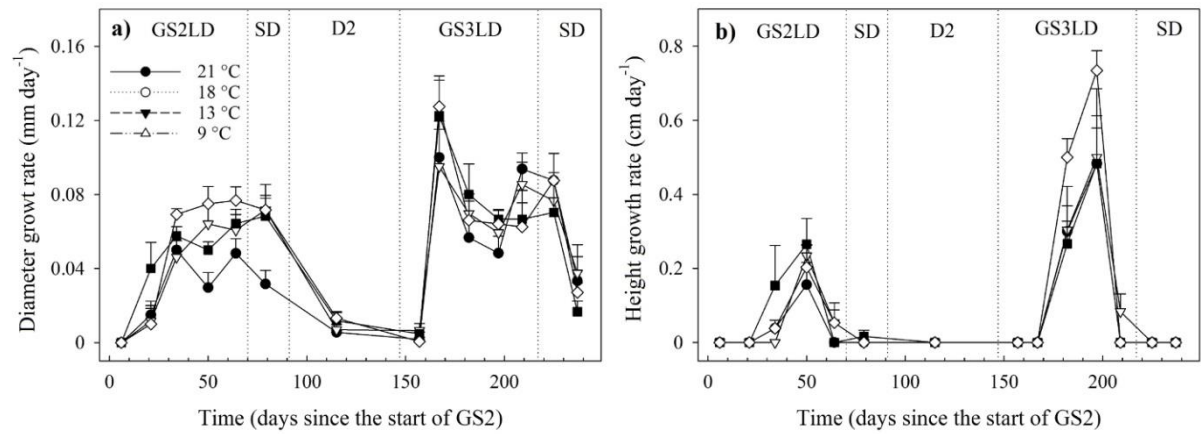 a) GS2LD SD D2 GS3LD SD
0.16
0.12
0.08
0.04
0
21 °C
18 °C
13 °C
9 °C
Diameter growt rate (mm day-1)
0 50 100 150 200
Time (days since the start of GS2)
b) GS2LD SD D2 GS3LD SD
0.8
0.6
0.4
0.2
0
Height growth rate (cm day-1)
0 50 100 150 200
Time (days since the start of GS2)